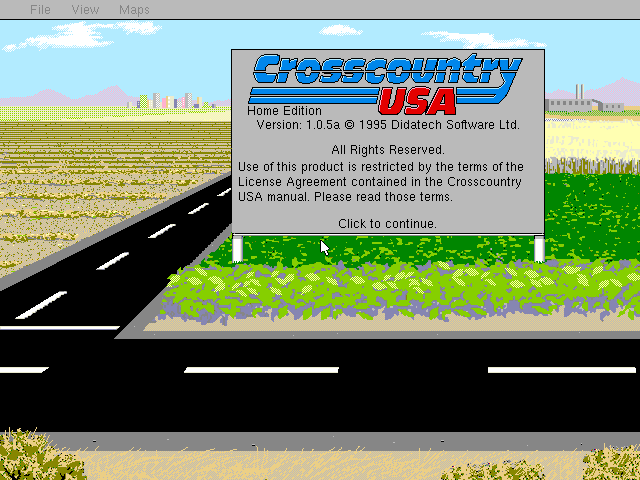 File View Maps
Crosscountry
USA
Home Edition
Version: 1.0.5a © 1995 Didatech Software Ltd.
All Rights Reserved.
Use of this product is restricted by the terms of the
License Agreement contained in the Crosscountry
USA manual. Please read those terms.
Click to continue.